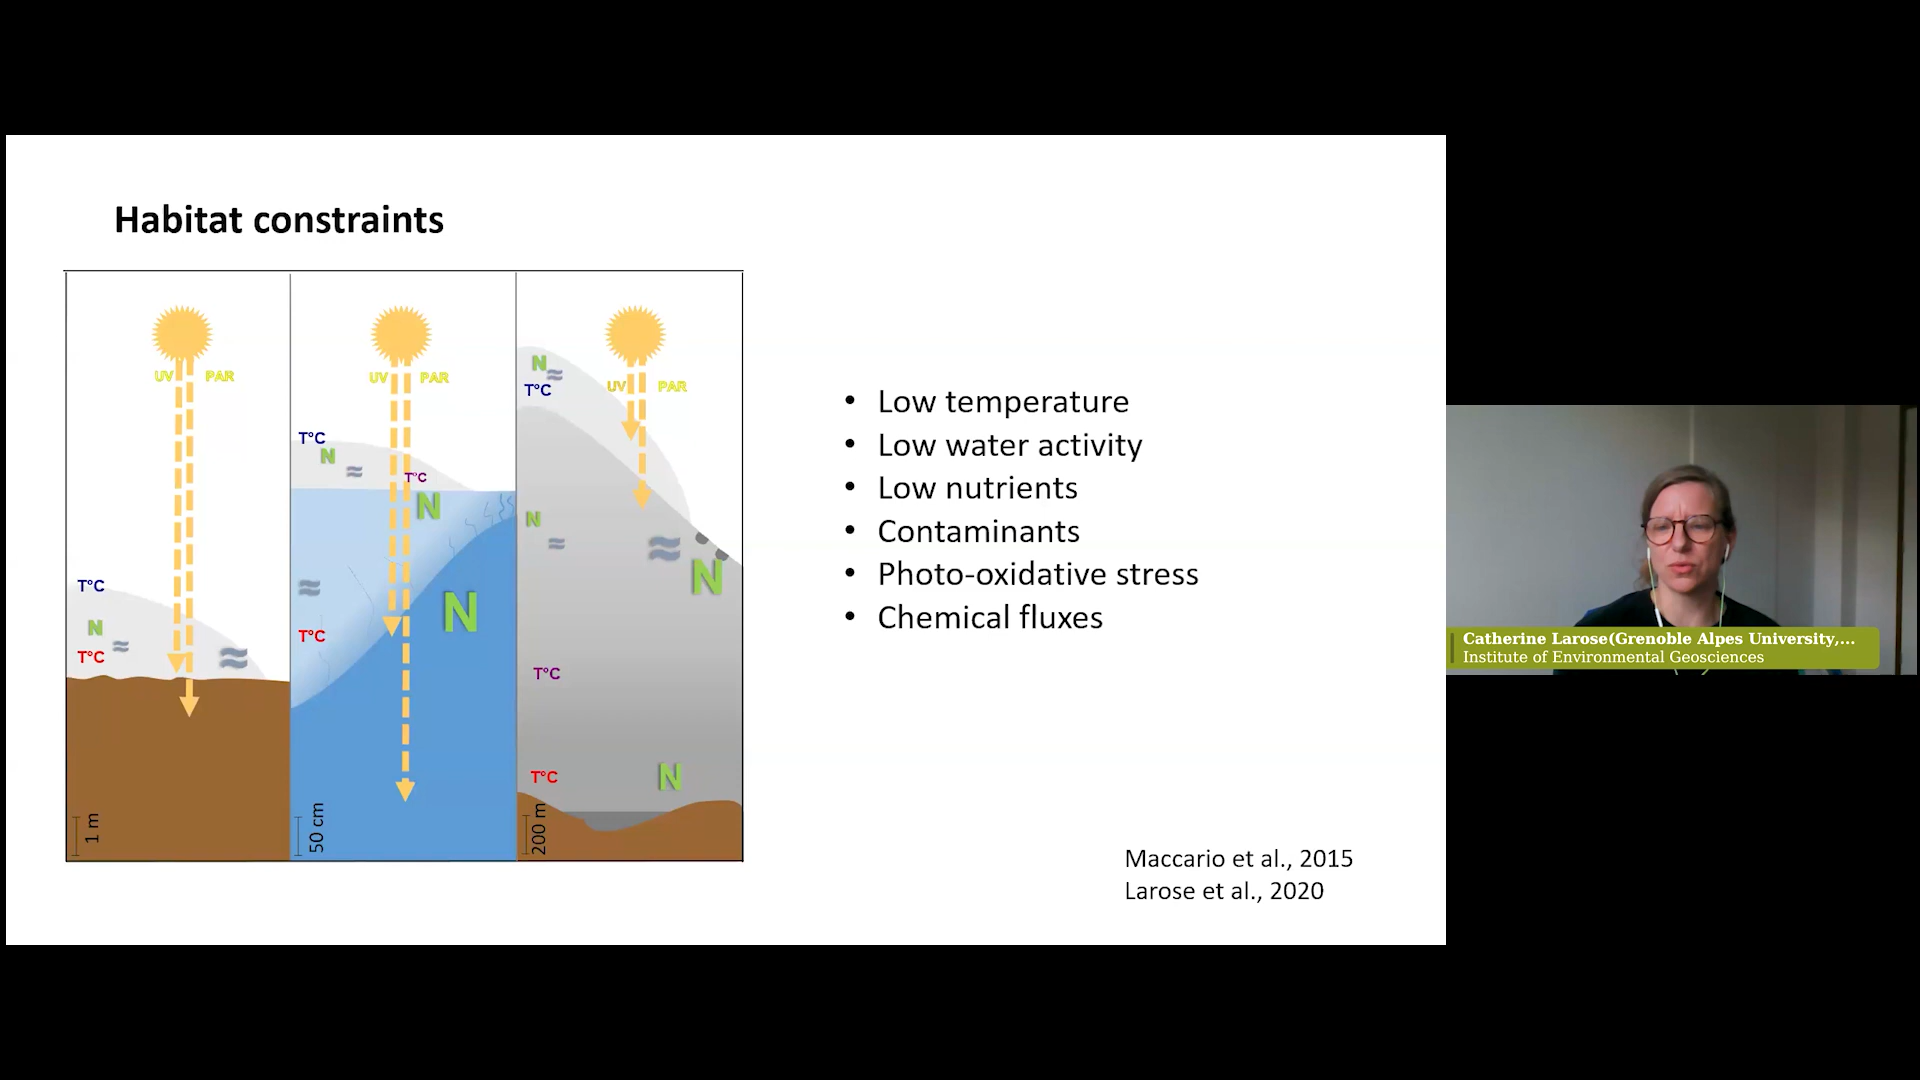 Habitat constraints
UV PAR
UV PAR
UV PAR
N
T°C
T°C
N
T°C
N
N
T°C
N
T°C
T°C
N
N
T°C
T°C
N
T°C
1 m
50 cm
200 m
• Low temperature
• Low water activity
• Low nutrients
• Contaminants
• Photo-oxidative stress
• Chemical fluxes
Maccario et al., 2015
Larose et al., 2020
Catherine Larose(Grenoble Alpes University,...
Institute of Environmental Geosciences